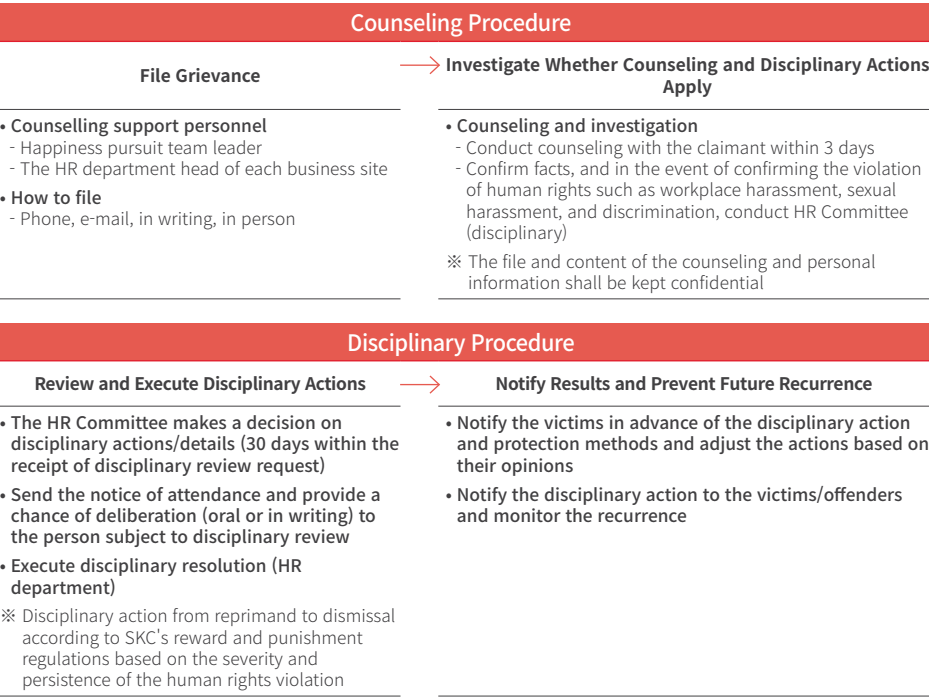 Counseling Procedure
File Grievance
• Counselling support personnel
- Happiness pursuit team leader
- The HR department head of each business site
• How to file
- Phone, e-mail, in writing, in person
Investigate Whether Counseling and Disciplinary Actions
Apply
• Counseling and investigation
- Conduct counseling with the claimant within 3 days
- Confirm facts, and in the event of confirming the violation
of human rights such as workplace harassment, sexual
harassment, and discrimination, conduct HR Committee
(disciplinary)
※ The file and content of the counseling and personal
information shall be kept confidential
Disciplinary Procedure
Review and Execute Disciplinary Actions
• The HR Committee makes a decision on
disciplinary actions/details (30 days within the
receipt of disciplinary review request)
• Send the notice of attendance and provide a
chance of deliberation (oral or in writing) to
the person subject to disciplinary review
• Execute disciplinary resolution (HR
department)
※ Disciplinary action from reprimand to dismissal
according to SKC's reward and punishment
regulations based on the severity and
persistence of the human rights violation
Notify Results and Prevent Future Recurrence
• Notify the victims in advance of the disciplinary action
and protection methods and adjust the actions based on
their opinions
• Notify the disciplinary action to the victims/offenders
and monitor the recurrence